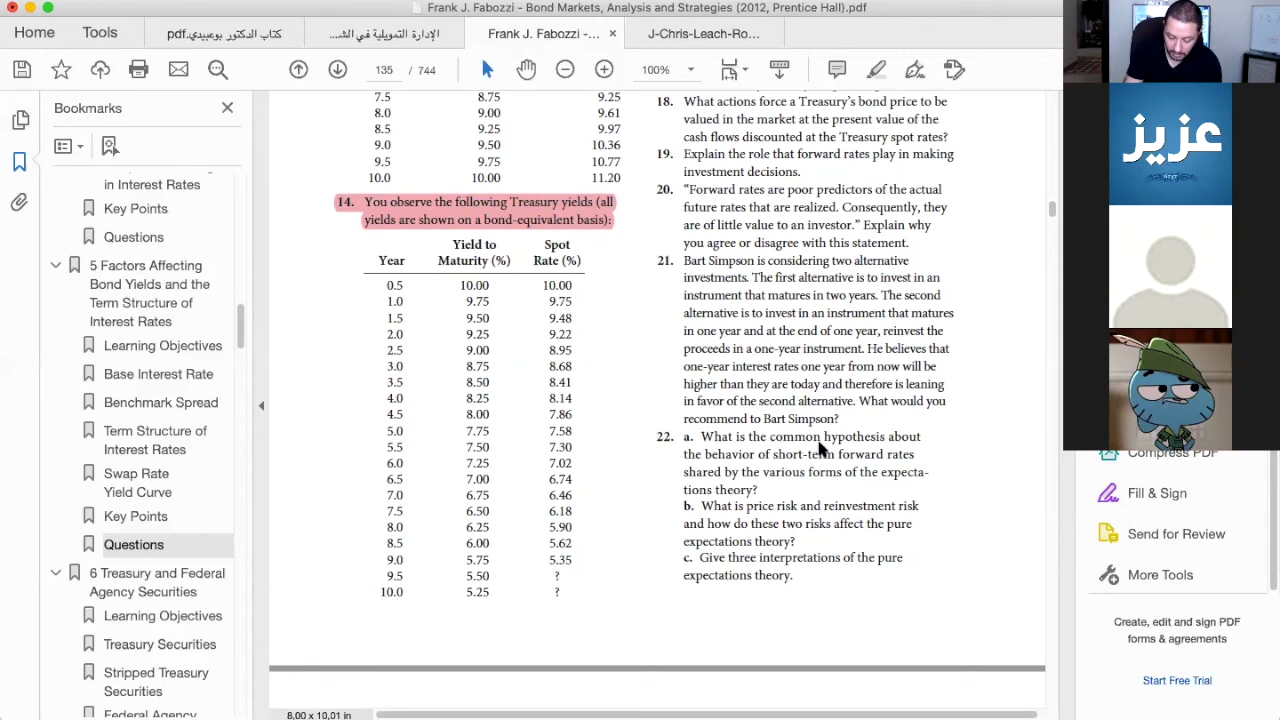 Frank J. Fabozzi - Bond Markets, Analysis and Strategies (2012, Prentice Hall).pdf
Home
Tools
كتاب الدكتور بوعبيدي.pdf
الإدارة التمويلية في الشـ...
Frank J. Fabozzi -...
J-Chris-Leach-Ro...
135 / 744
100%
Bookmarks
in Interest Rates
Key Points
Questions
5 Factors Affecting
Bond Yields and the
Term Structure of
Interest Rates
Learning Objectives
Base Interest Rate
Benchmark Spread
Term Structure of
Interest Rates
Swap Rate
Yield Curve
Key Points
Questions
6 Treasury and Federal
Agency Securities
Learning Objectives
Treasury Securities
Stripped Treasury
Securities
Federal Agency
7.5 8.75 9.25
8.0 9.00 9.61
8.5 9.25 9.97
9.0 9.50 10.36
9.5 9.75 10.77
10.0 10.00 11.20
14. You observe the following Treasury yields (all
yields are shown on a bond-equivalent basis):
Yield to Spot
Year Maturity (%) Rate (%)
0.5 10.00 10.00
1.0 9.75 9.75
1.5 9.50 9.48
2.0 9.25 9.22
2.5 9.00 8.95
3.0 8.75 8.68
3.5 8.50 8.41
4.0 8.25 8.14
4.5 8.00 7.86
5.0 7.75 7.58
5.5 7.50 7.30
6.0 7.25 7.02
6.5 7.00 6.74
7.0 6.75 6.46
7.5 6.50 6.18
8.0 6.25 5.90
8.5 6.00 5.62
9.0 5.75 5.35
9.5 5.50 ?
10.0 5.25 ?
18. What actions force a Treasury's bond price to be
valued in the market at the present value of the
cash flows discounted at the Treasury spot rates?
19. Explain the role that forward rates play in making
investment decisions.
20. "Forward rates are poor predictors of the actual
future rates that are realized. Consequently, they
are of little value to an investor." Explain why
you agree or disagree with this statement.
21. Bart Simpson is considering two alternative
investments. The first alternative is to invest in an
instrument that matures in two years. The second
alternative is to invest in an instrument that matures
in one year and at the end of one year, reinvest the
proceeds in a one-year instrument. He believes that
one-year interest rates one year from now will be
higher than they are today and therefore is leaning
in favor of the second alternative. What would you
recommend to Bart Simpson?
22. a. What is the common hypothesis about
the behavior of short-term forward rates
shared by the various forms of the expecta-
tions theory?
b. What is price risk and reinvestment risk
and how do these two risks affect the pure
expectations theory?
c. Give three interpretations of the pure
expectations theory.
8,00 x 10,01 in
عزيز
Compress PDF
Fill & Sign
Send for Review
More Tools
Create, edit and sign PDF
forms & agreements
Start Free Trial